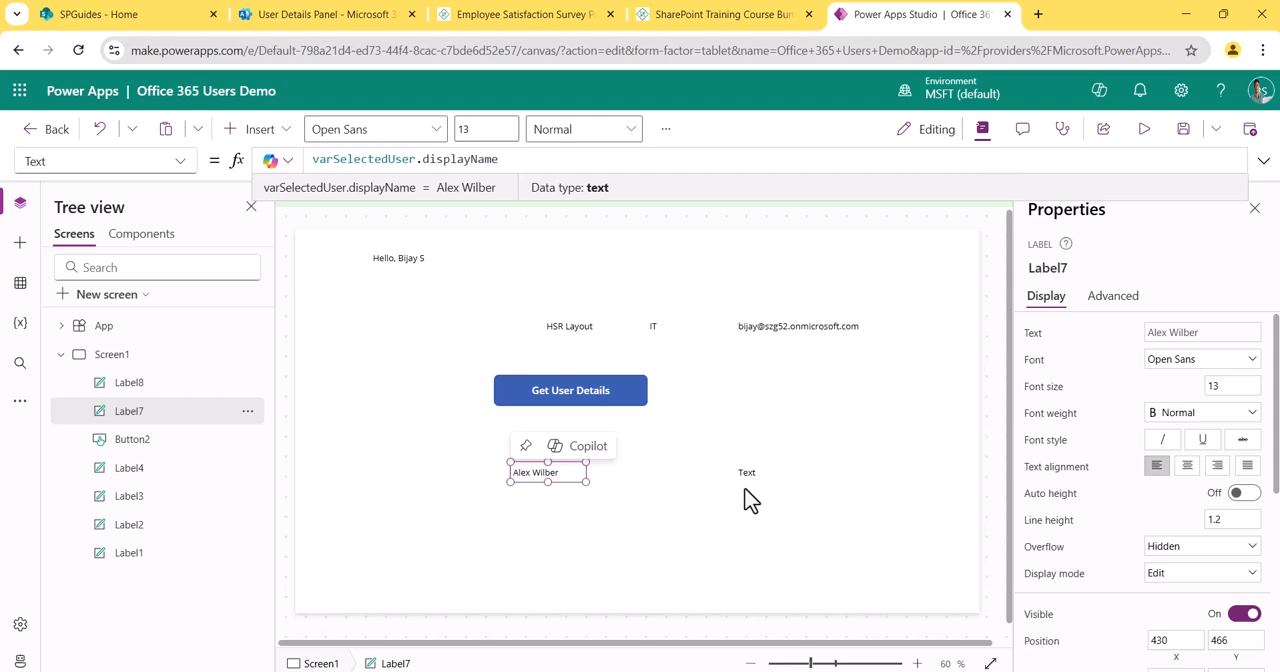 SPGuides - Home
User Details Panel - Microsoft 3
Employee Satisfaction Survey P
SharePoint Training Course Bun
Power Apps Studio | Office 36
make.powerapps.com/e/Default-798a21d4-ed73-44f4-8cac-c7bde6d52e57/canvas/?action=edit&form-factor=tablet&name=Office+365+Users+Demo&app-id=%2Fproviders%2FMicrosoft.PowerApps...
Power Apps | Office 365 Users Demo
Environment
MSFT (default)
Back
Insert
Open Sans
13
Normal
...
Editing
Text
= fx
varSelectedUser.displayName
varSelectedUser.displayName = Alex Wilber
Data type: text
Tree view
Screens
Components
Search
New screen
App
Screen1
Label8
Label7
Button2
Label4
Label3
Label2
Label1
Hello, Bijay S
HSR Layout
IT
bijay@szg52.onmicrosoft.com
Get User Details
Copilot
Alex Wilber
Text
Screen1
Label7
60 %
Properties
LABEL
Label7
Display
Advanced
Text
Alex Wilber
Font
Open Sans
Font size
13
Font weight
B Normal
Font style
/ U abc
Text alignment
Auto height
Off
Line height
1.2
Overflow
Hidden
Display mode
Edit
Visible
On
Position
430
466
X
Y